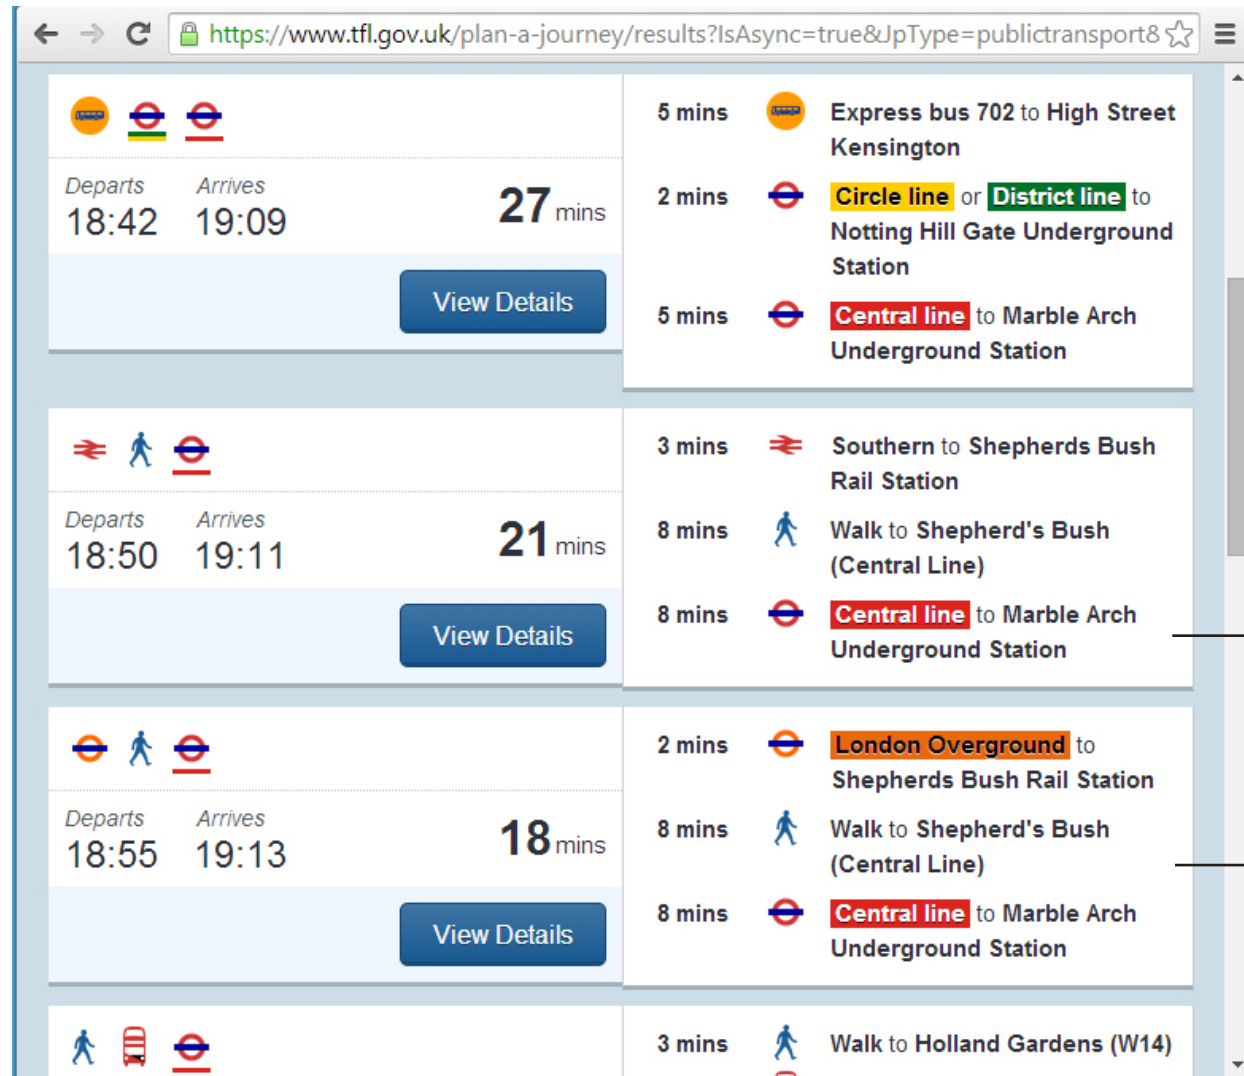 https://www.tfl.gov.uk/plan-a-journey/results?IsAsync=true&JpType=publictransport&
Departs Arrives
18:42 19:09 27 mins
View Details
5 mins Express bus 702 to High Street
Kensington
2 mins Circle line or District line to
Notting Hill Gate Underground
Station
5 mins Central line to Marble Arch
Underground Station
Departs Arrives
18:50 19:11 21 mins
View Details
3 mins Southern to Shepherds Bush
Rail Station
8 mins Walk to Shepherd's Bush
(Central Line)
8 mins Central line to Marble Arch
Underground Station
Departs Arrives
18:55 19:13 18 mins
View Details
2 mins London Overground to
Shepherds Bush Rail Station
8 mins Walk to Shepherd's Bush
(Central Line)
8 mins Central line to Marble Arch
Underground Station
3 mins Walk to Holland Gardens (W14)